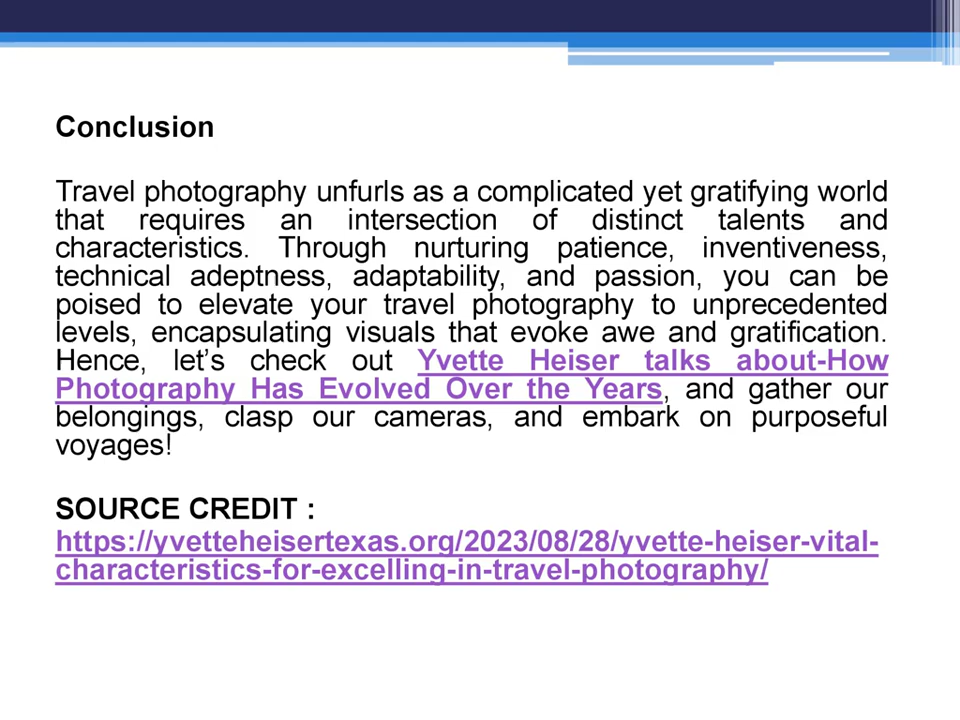 Conclusion
Travel photography unfurls as a complicated yet gratifying world
that requires an intersection of distinct talents and
characteristics. Through nurturing patience, inventiveness,
technical adeptness, adaptability, and passion, you can be
poised to elevate your travel photography to unprecedented
levels, encapsulating visuals that evoke awe and gratification.
Hence, let’s check out Yvette Heiser talks about-How
Photography Has Evolved Over the Years, and gather our
belongings, clasp our cameras, and embark on purposeful
voyages!
SOURCE CREDIT :
https://yvetteheisertexas.org/2023/08/28/yvette-heiser-vital-
characteristics-for-excelling-in-travel-photography/